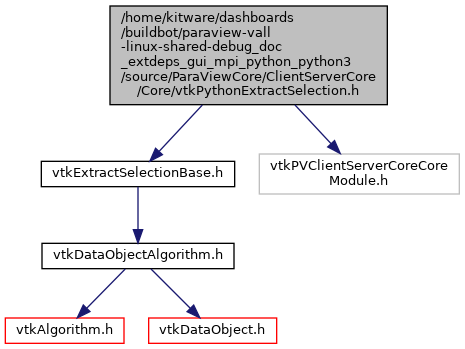 /home/kitware/dashboards
/buildbot/paraview-vall
-linux-shared-debug_doc
_extdeps_gui_mpi_python_python3
/source/ParaViewCore/ClientServerCore
/Core/vtkPythonExtractSelection.h
vtkExtractSelectionBase.h
vtkPVClientServerCoreCore
Module.h
vtkDataObjectAlgorithm.h
vtkAlgorithm.h
vtkDataObject.h